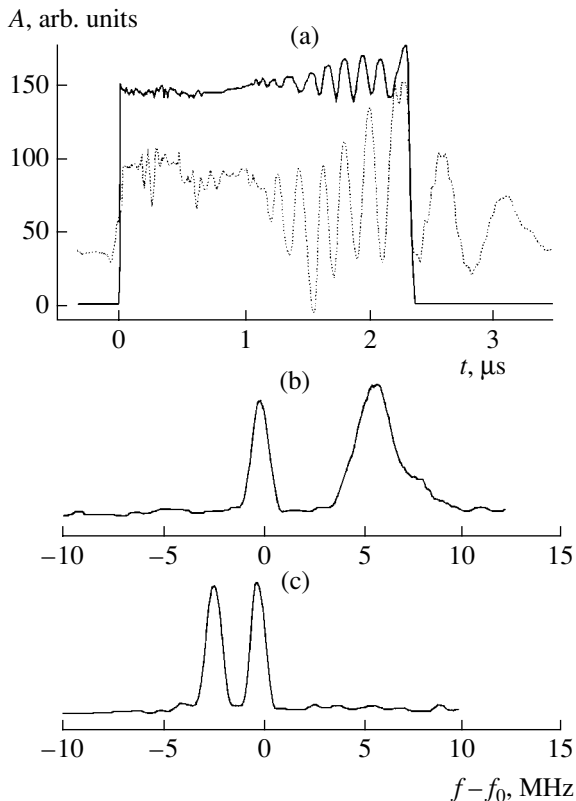 A, arb. units
(a)
150
100
50
0
0 1 2 3
t, μs
(b)
–10 –5 0 5 10 15
(c)
–10 –5 0 5 10 15
f – f0, MHz